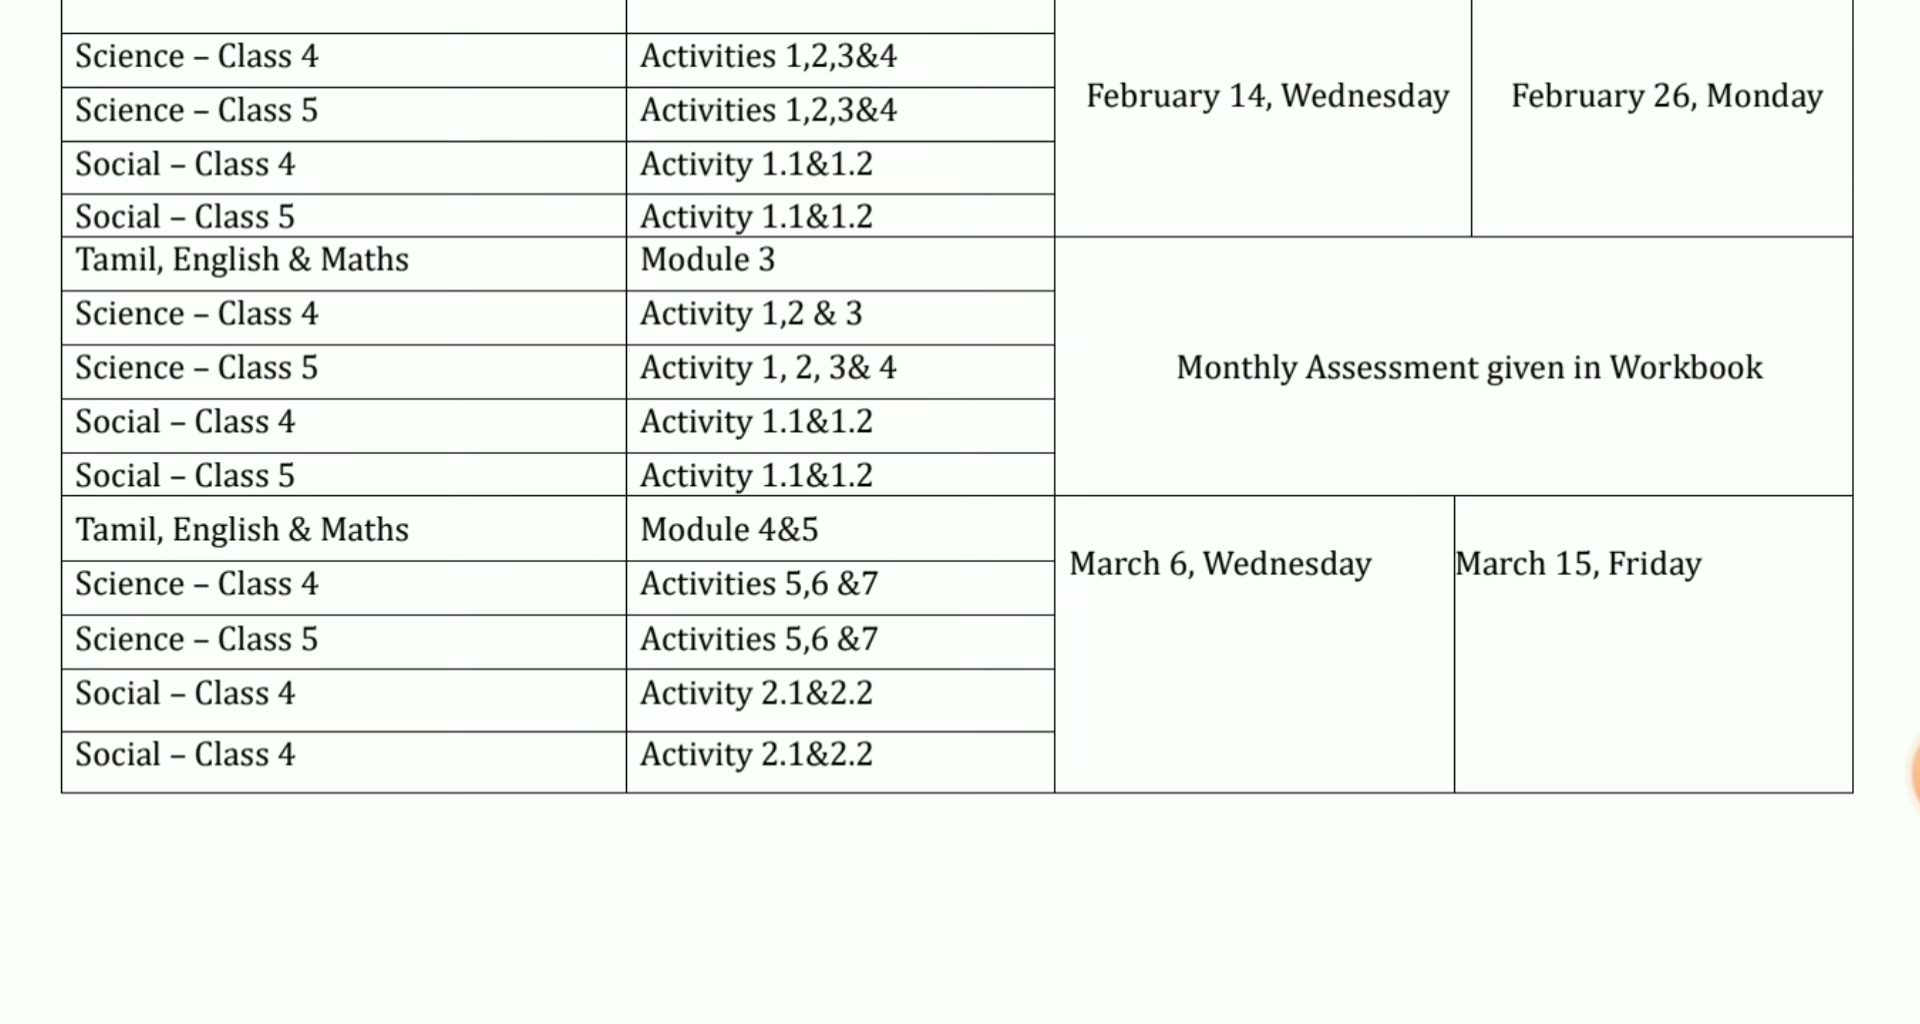 Science – Class 4 Activities 1,2,3&4
February 14, Wednesday February 26, Monday
Science – Class 5 Activities 1,2,3&4
Social – Class 4 Activity 1.1&1.2
Social – Class 5 Activity 1.1&1.2
Tamil, English & Maths Module 3
Science – Class 4 Activity 1,2 & 3
Science – Class 5 Activity 1, 2, 3& 4 Monthly Assessment given in Workbook
Social – Class 4 Activity 1.1&1.2
Social – Class 5 Activity 1.1&1.2
Tamil, English & Maths Module 4&5
March 6, Wednesday March 15, Friday
Science – Class 4 Activities 5,6 &7
Science – Class 5 Activities 5,6 &7
Social – Class 4 Activity 2.1&2.2
Social – Class 4 Activity 2.1&2.2